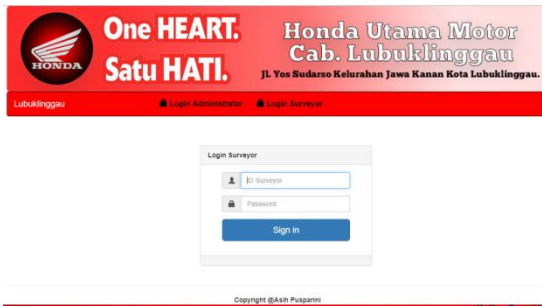 One HEART.
Satu HATI.
HONDA
Honda Utama Motor
Cab. Lubuklinggau
JL Yos Sudarso Kelurahan Jawa Kanan Kota Lubuklinggau.
Lubuklinggau
Login Administrator
Login Surveyor
Login Surveyor
ID Surveyor
Password
Sign in
Copyright @Asih Pusparini